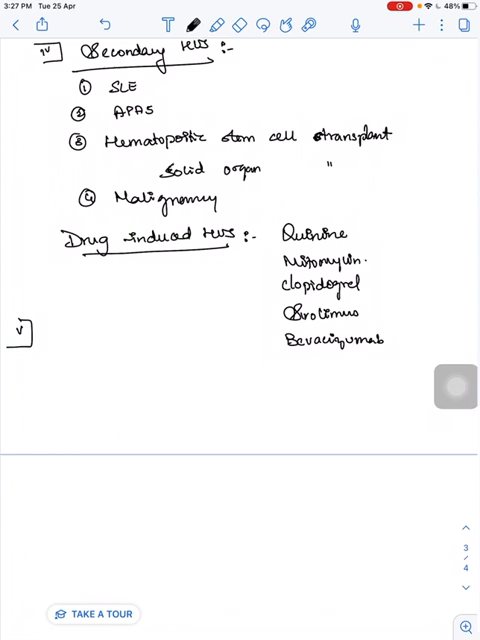 3:27 PM Tue 25 Apr
48%
IV Secondary HUS :-
① SLE
② APAS
③ Hematopoitic stem cell transplant
Solid organ "
④ Malignancy
Drug induced HUS :- Quinine
Mitomycin.
Clopidogrel
Sirolimus
Bevacizumab
V
3
/
4
TAKE A TOUR